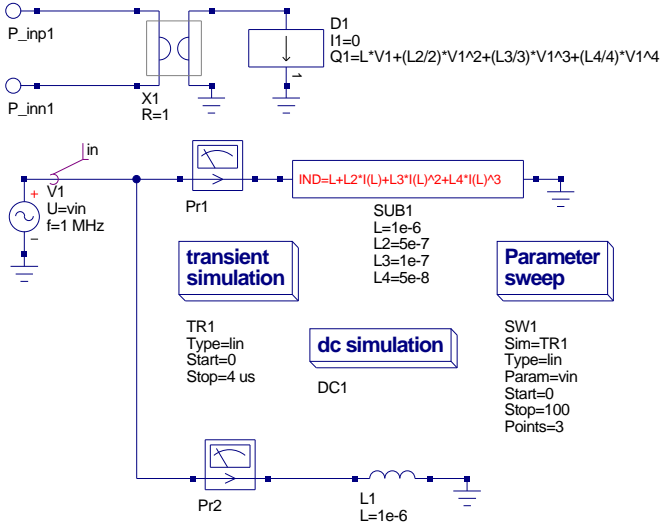 P_inp1
P_inn1
X1
R=1
D1
I1=0
Q1=L*V1+(L2/2)*V1^2+(L3/3)*V1^3+(L4/4)*V1^4
1
in
+
V1
U=vin
f=1 MHz
Pr1
IND=L+L2*I(L)+L3*I(L)^2+L4*I(L)^3
SUB1
L=1e-6
L2=5e-7
L3=1e-7
L4=5e-8
transient
simulation
TR1
Type=lin
Start=0
Stop=4 us
dc simulation
DC1
Parameter
sweep
SW1
Sim=TR1
Type=lin
Param=vin
Start=0
Stop=100
Points=3
Pr2
L1
L=1e-6